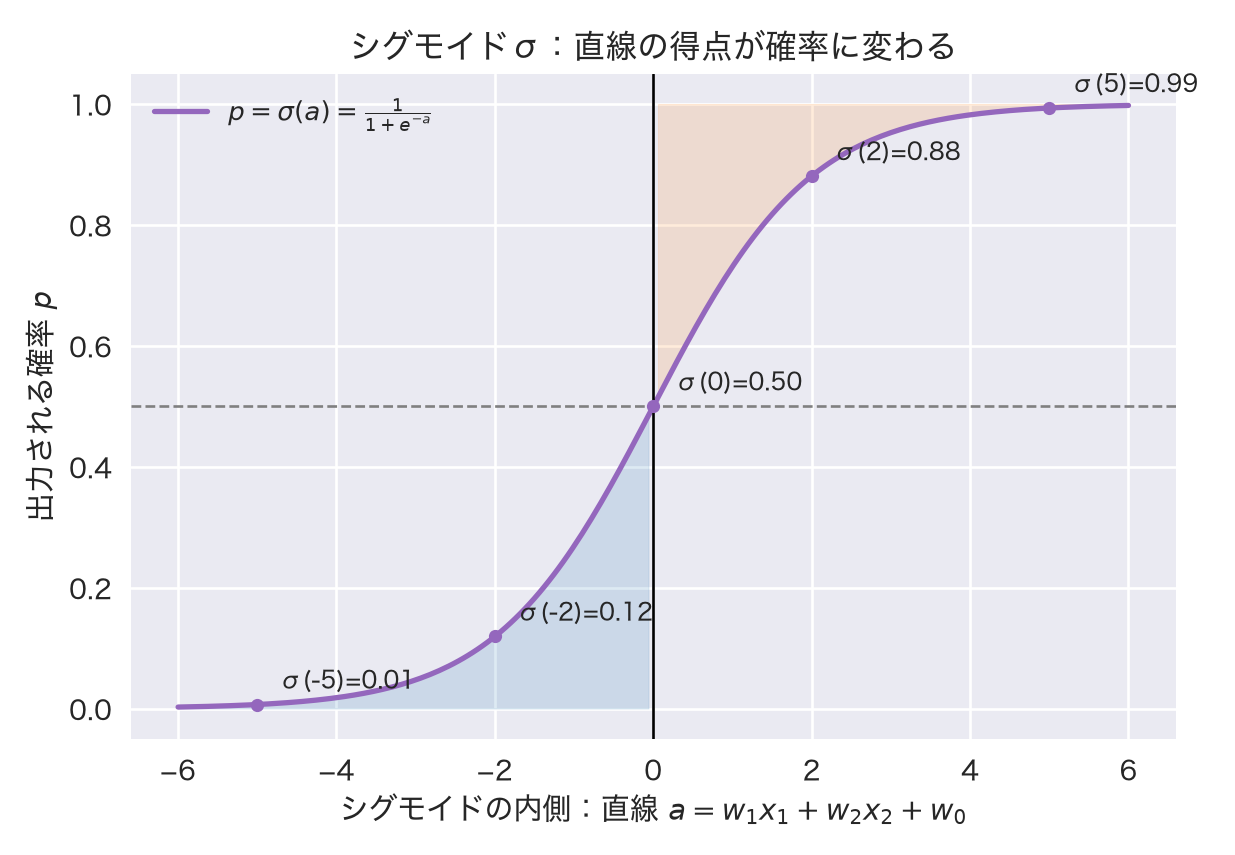 シグモイドσ：直線の得点が確率に変わる
p = σ(a) = 1/(1 + e^{−a})
σ(5)=0.99
σ(2)=0.88
σ(0)=0.50
σ(-2)=0.12
σ(-5)=0.01
出力される確率 p
1.0
0.8
0.6
0.4
0.2
0.0
−6 −4 −2 0 2 4 6
シグモイドの内側：直線 a = w₁x₁ + w₂x₂ + w₀